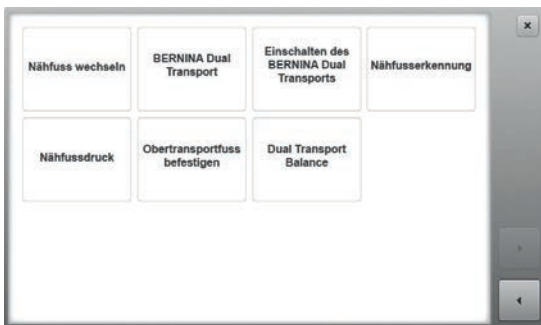 Nähfuss wechseln
BERNINA Dual
Transport
Einschalten des
BERNINA Dual
Transports
Nähfusserkennung
Nähfussdruck
Obertransportfuss
befestigen
Dual Transport
Balance